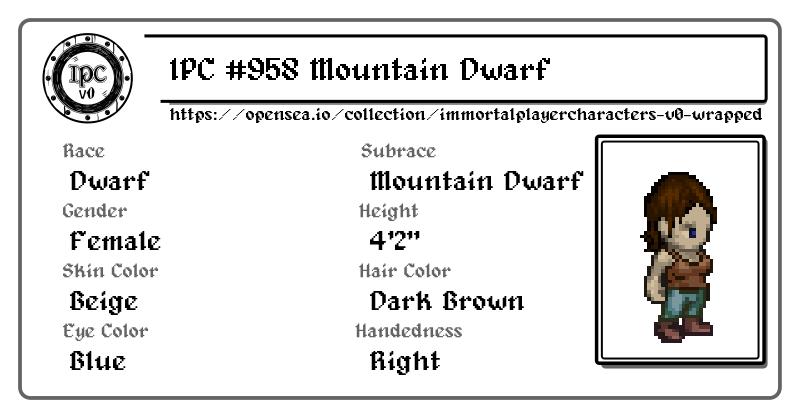 IPC
v0
IPC #958 Mountain Dwarf
https://opensea.io/collection/immortalplayercharacters-v0-wrapped
Race
Dwarf
Subrace
Mountain Dwarf
Gender
Female
Height
4'2"
Skin Color
Beige
Hair Color
Dark Brown
Eye Color
Blue
Handedness
Right